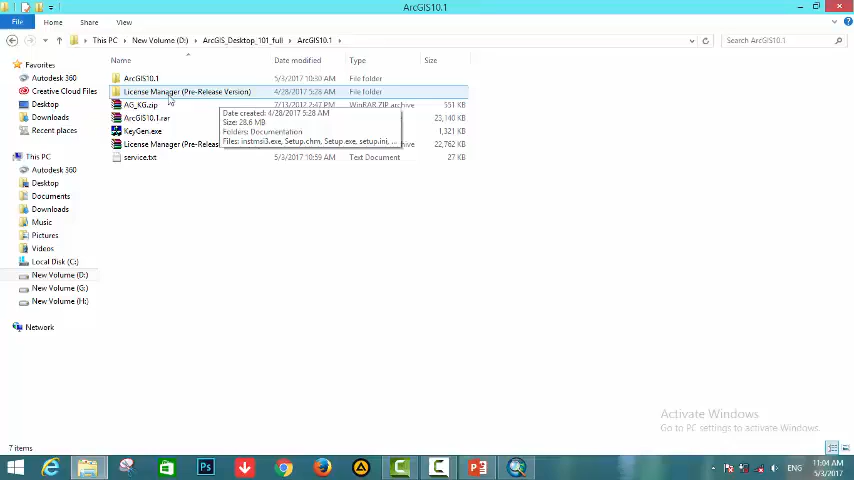 ArcGIS10.1
File Home Share View
This PC New Volume (D:) ArcGIS_Desktop_101_full ArcGIS10.1
Search ArcGIS10.1
Name Date modified Type Size
Favorites
Autodesk 360
Creative Cloud Files
Desktop
Downloads
Recent places
This PC
Autodesk 360
Desktop
Documents
Downloads
Music
Pictures
Videos
Local Disk (C:)
New Volume (D:)
New Volume (G:)
New Volume (H:)
Network
ArcGIS10.1 5/3/2017 10:30 AM File folder
License Manager (Pre-Release Version) 4/28/2017 5:28 AM File folder
AG_KG.zip 7/13/2012 2:47 PM WinRAR ZIP archive 551 KB
ArcGIS10.1.rar 23,140 KB
KeyGen.exe 1,321 KB
License Manager (Pre-Releas 22,762 KB
service.txt 5/3/2017 10:59 AM Text Document 27 KB
Date created: 4/28/2017 5:28 AM
Size: 28.6 MB
Folders: Documentation
Files: instmsi3.exe, Setup.chm, Setup.exe, setup.ini, ...
Activate Windows
Go to PC settings to activate Windows.
7 items
ENG
11:04 AM
5/3/2017